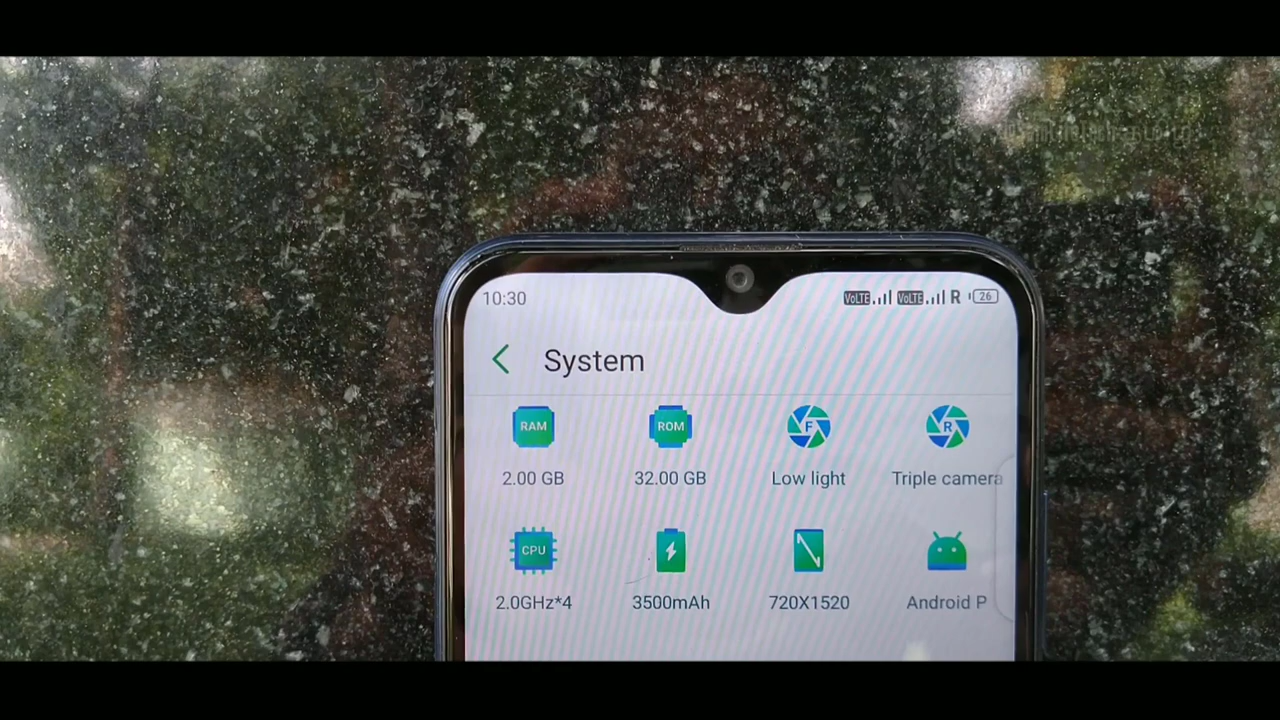 10:30 VoLTE VoLTE R 26
System
RAM ROM F R
2.00 GB 32.00 GB Low light Triple camera
CPU
2.0GHz*4 3500mAh 720X1520 Android P